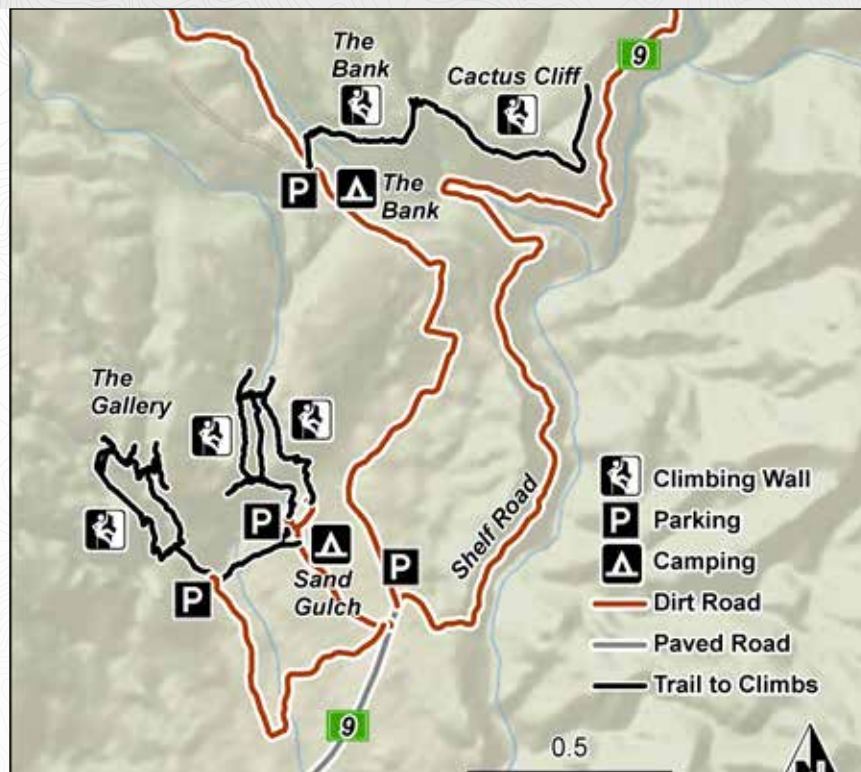 The
Bank
Cactus Cliff
9
P
The
Bank
The
Gallery
P
Sand
Gulch
P
P
Shelf Road
Climbing Wall
P Parking
Camping
Dirt Road
Paved Road
Trail to Climbs
9
0.5
N